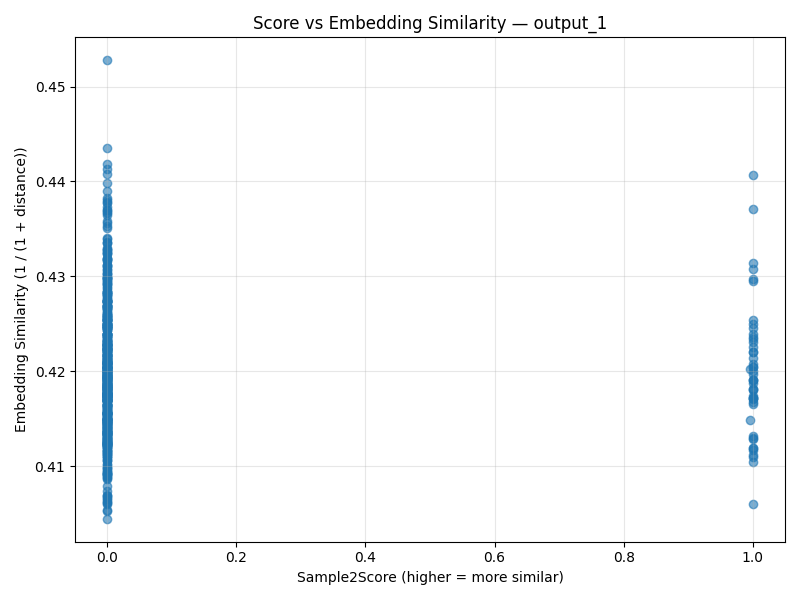 Score vs Embedding Similarity — output_1
Embedding Similarity (1 / (1 + distance))
0.45
0.44
0.43
0.42
0.41
0.0 0.2 0.4 0.6 0.8 1.0
Sample2Score (higher = more similar)